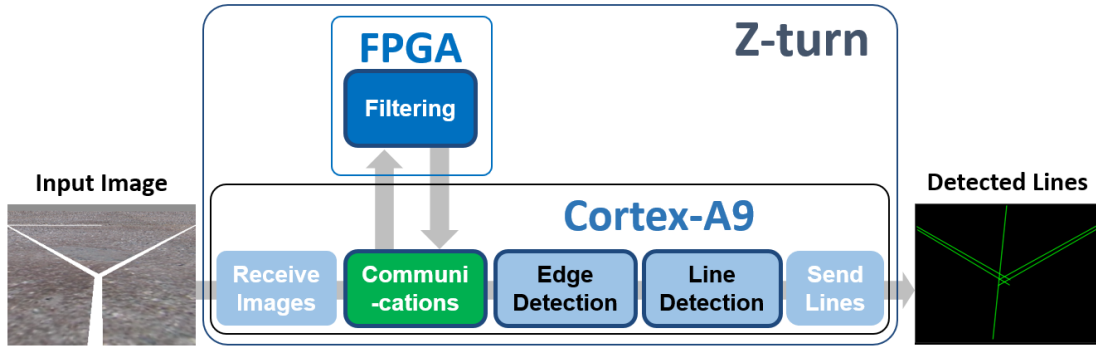 Z-turn
FPGA
Filtering
Input Image
Detected Lines
Cortex-A9
Receive
Images
Communi
-cations
Edge
Detection
Line
Detection
Send
Lines